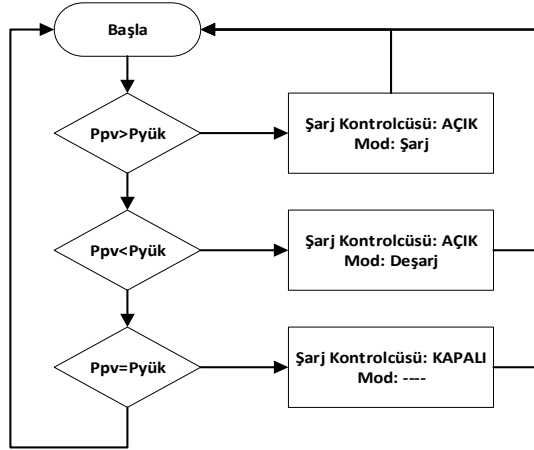 Başla
Ppv>Pyük
Şarj Kontrolcüsü: AÇIK
Mod: Şarj
Ppv<Pyük
Şarj Kontrolcüsü: AÇIK
Mod: Deşarj
Ppv=Pyük
Şarj Kontrolcüsü: KAPALI
Mod: ----